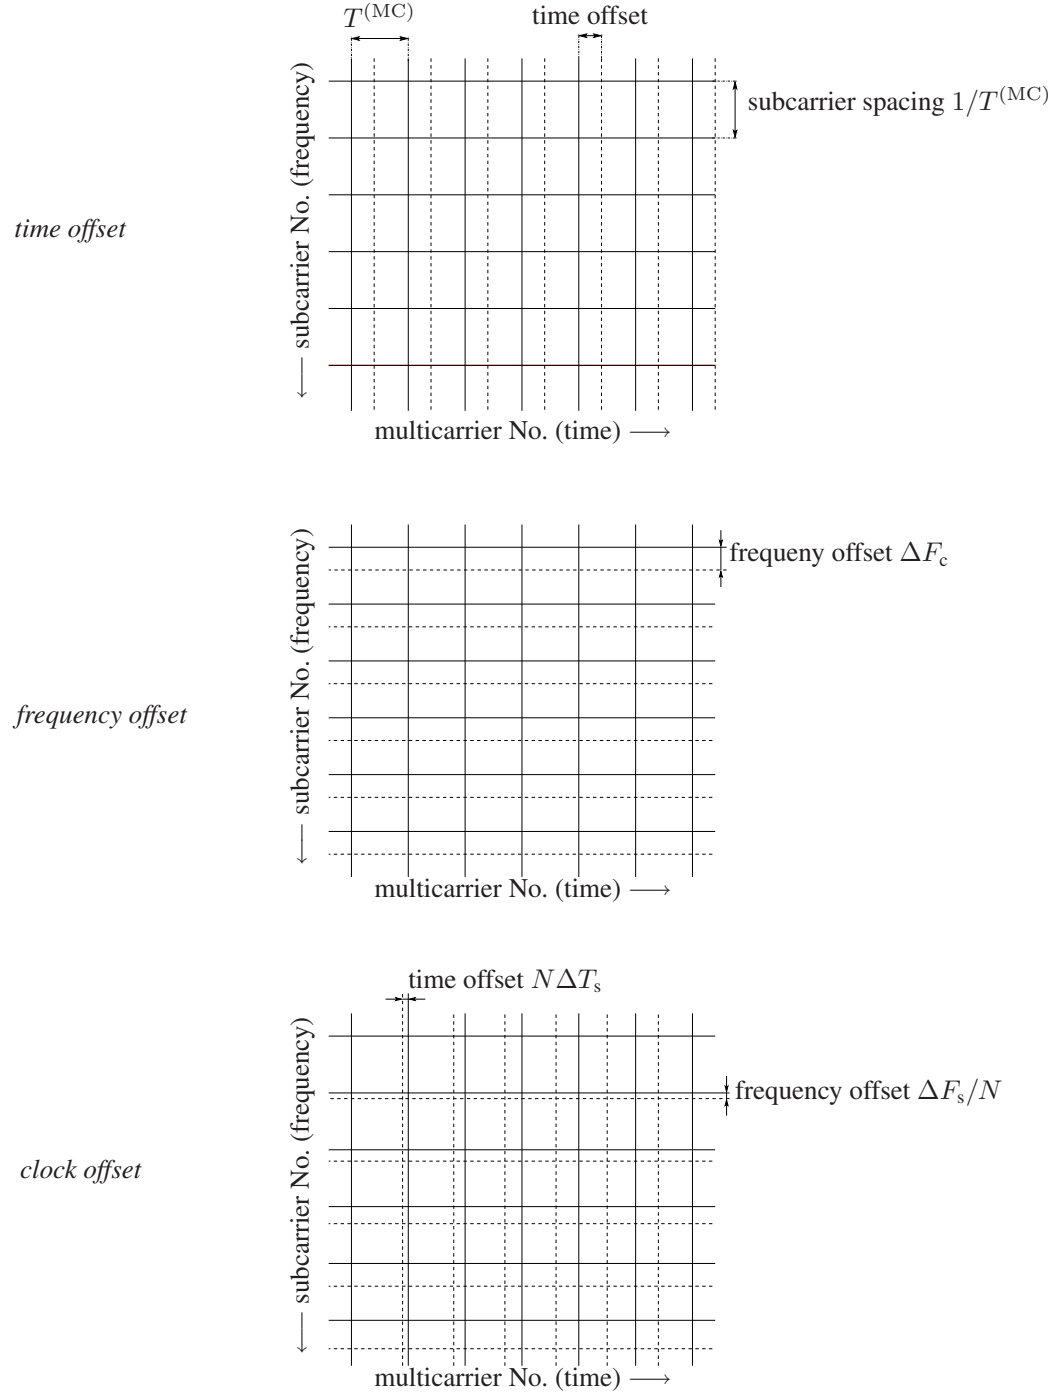 T^(MC)
time offset
subcarrier spacing 1/T^(MC)
⟵ subcarrier No. (frequency)
time offset
multicarrier No. (time) ⟶
frequeny offset ΔF_c
⟵ subcarrier No. (frequency)
frequency offset
multicarrier No. (time) ⟶
time offset NΔT_s
frequency offset ΔF_s/N
⟵ subcarrier No. (frequency)
clock offset
multicarrier No. (time) ⟶